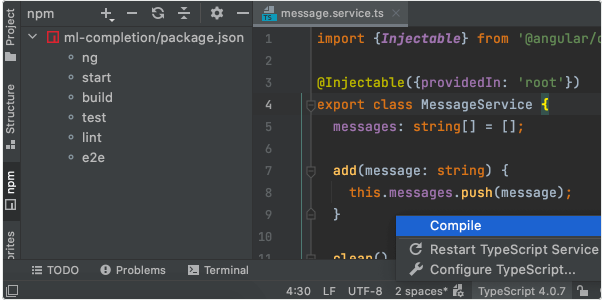 Project
Structure
npm
npm
ml-completion/package.json
ng
start
build
test
lint
e2e
message.service.ts
1 import {Injectable} from '@angular/
2
3 @Injectable({providedIn: 'root'})
4 export class MessageService {
5 messages: string[] = [];
6
7 add(message: string) {
8 this.messages.push(message);
9 }
10
11
Compile
Restart TypeScript Service
Configure TypeScript...
TODO
Problems
Terminal
4:30 LF UTF-8 2 spaces* TypeScript 4.0.7